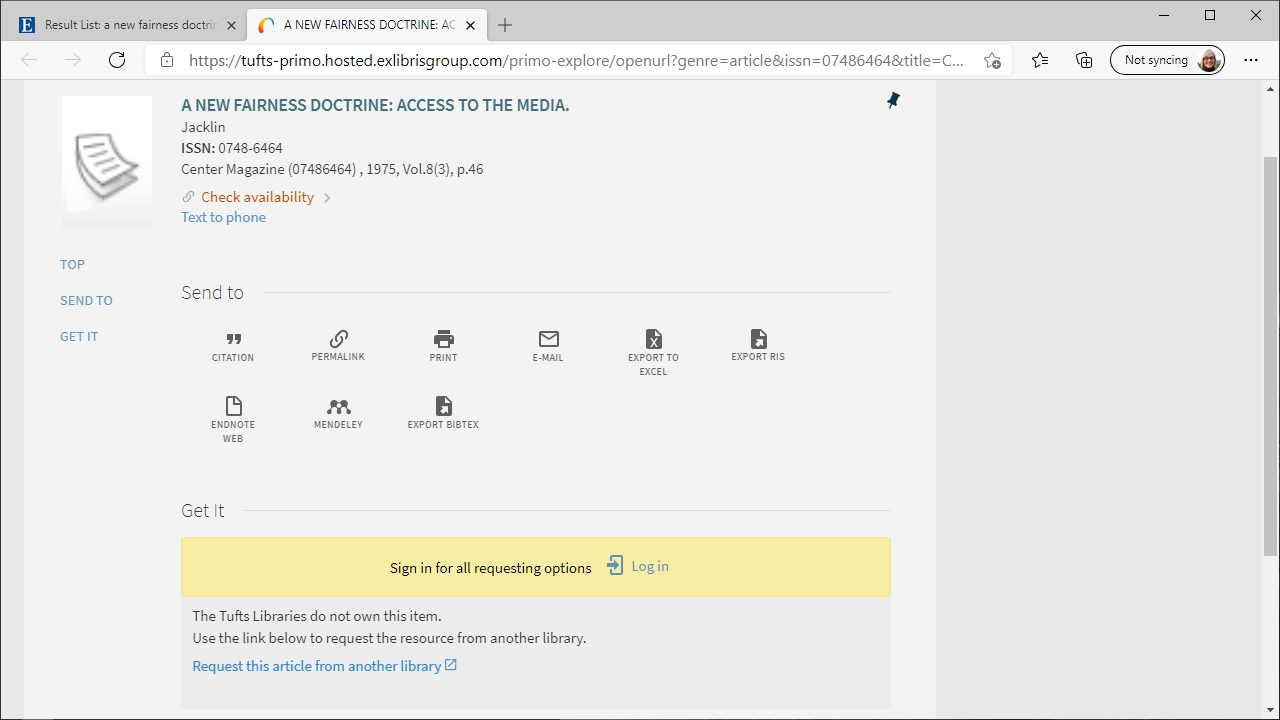 Result List: a new fairness doctrin
A NEW FAIRNESS DOCTRINE: AC
https://tufts-primo.hosted.exlibrisgroup.com/primo-explore/openurl?genre=article&issn=07486464&title=C...
Not syncing
A NEW FAIRNESS DOCTRINE: ACCESS TO THE MEDIA.
Jacklin
ISSN: 0748-6464
Center Magazine (07486464) , 1975, Vol.8(3), p.46
Check availability
Text to phone
TOP
SEND TO
GET IT
Send to
CITATION
PERMALINK
PRINT
E-MAIL
EXPORT TO
EXCEL
EXPORT RIS
ENDNOTE
WEB
MENDELEY
EXPORT BIBTEX
Get It
Sign in for all requesting options Log in
The Tufts Libraries do not own this item.
Use the link below to request the resource from another library.
Request this article from another library